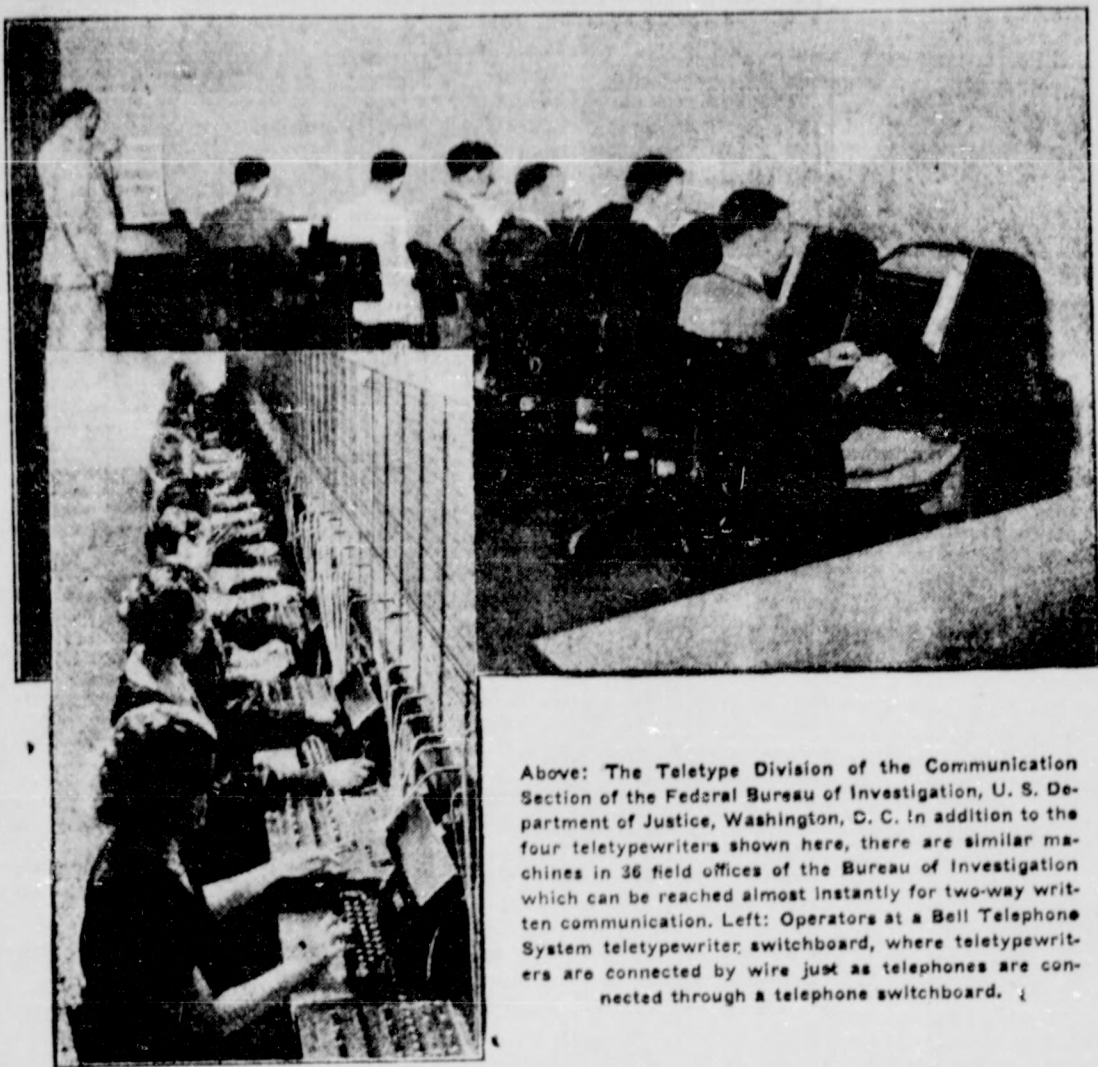 Above: The Teletype Division of the Communication
Section of the Federal Bureau of Investigation, U. S. De-
partment of Justice, Washington, D. C. In addition to the
four teletypewriters shown here, there are similar ma-
chines in 36 field offices of the Bureau of Investigation
which can be reached almost instantly for two-way writ-
ten communication. Left: Operators at a Bell Telephone
System teletypewriter switchboard, where teletypewrit-
ers are connected by wire just as telephones are con-
nected through a telephone switchboard.